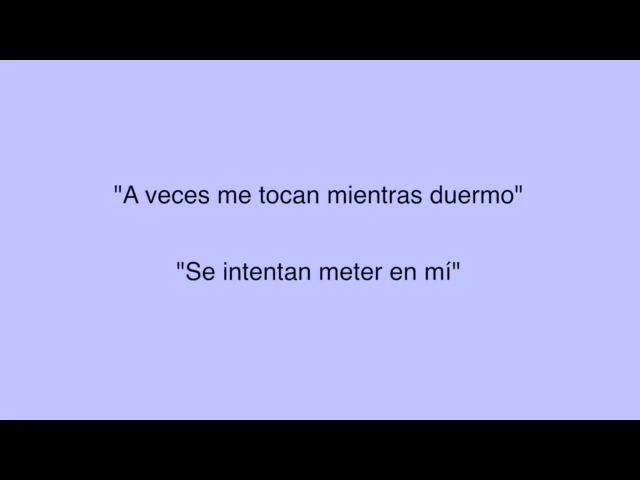 "A veces me tocan mientras duermo"
"Se intentan meter en mí"